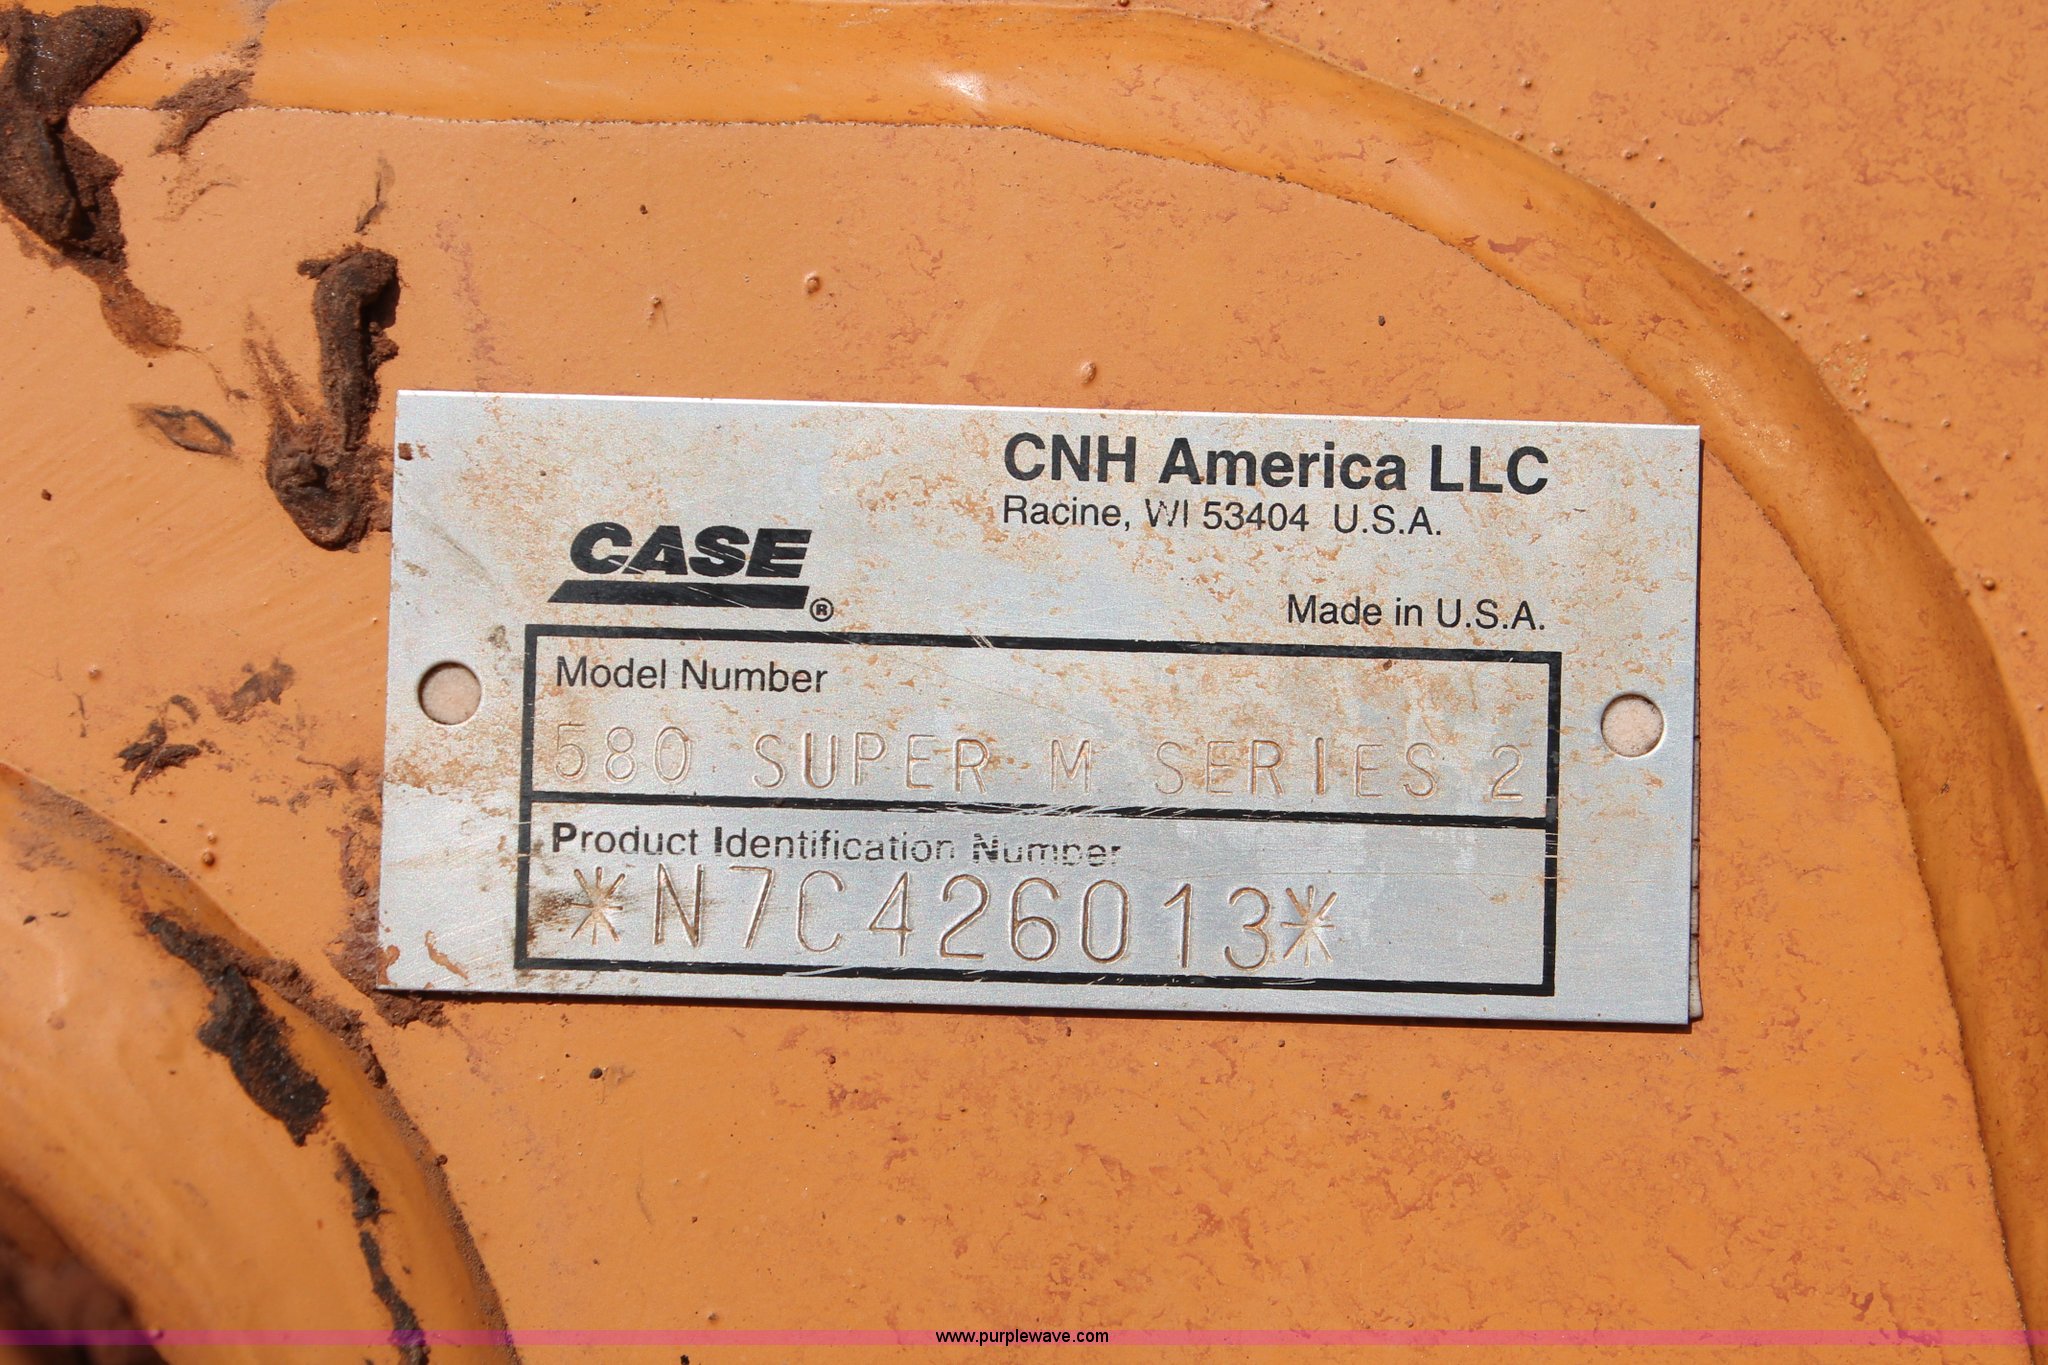 CNH America LLC
Racine, WI 53404 U.S.A.
CASE®
Made in U.S.A.
Model Number
580 SUPER M SERIES 2
Product Identification Number
*N7C426013*
www.purplewave.com